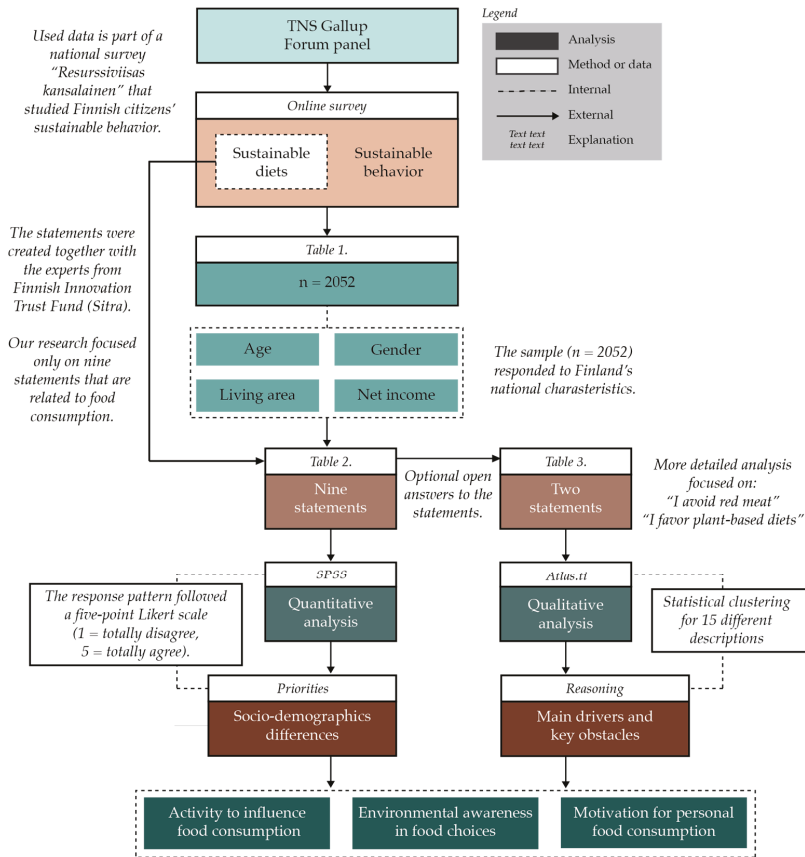 TNS Gallup
Forum panel
Legend
Analysis
Method or data
Internal
External
Text text
text text
Explanation
Used data is part of a
national survey
“Resurssiviisas
kansalainen” that
studied Finnish citizens’
sustainable behavior.
Online survey
Sustainable
diets
Sustainable
behavior
The statements were
created together with
the experts from
Finnish Innovation
Trust Fund (Sitra).
Our research focused
only on nine
statements that are
related to food
consumption.
Table 1.
n = 2052
Age
Gender
Living area
Net income
The sample (n = 2052)
responded to Finland’s
national charasteristics.
Table 2.
Nine
statements
Optional open
answers to the
statements.
Table 3.
Two
statements
More detailed analysis
focused on:
“I avoid red meat”
“I favor plant-based diets”
The response pattern followed
a five-point Likert scale
(1 = totally disagree,
5 = totally agree).
SPSS
Quantitative
analysis
Atlas.ti
Qualitative
analysis
Statistical clustering
for 15 different
descriptions
Priorities
Socio-demographics
differences
Reasoning
Main drivers and
key obstacles
Activity to influence
food consumption
Environmental awareness
in food choices
Motivation for personal
food consumption